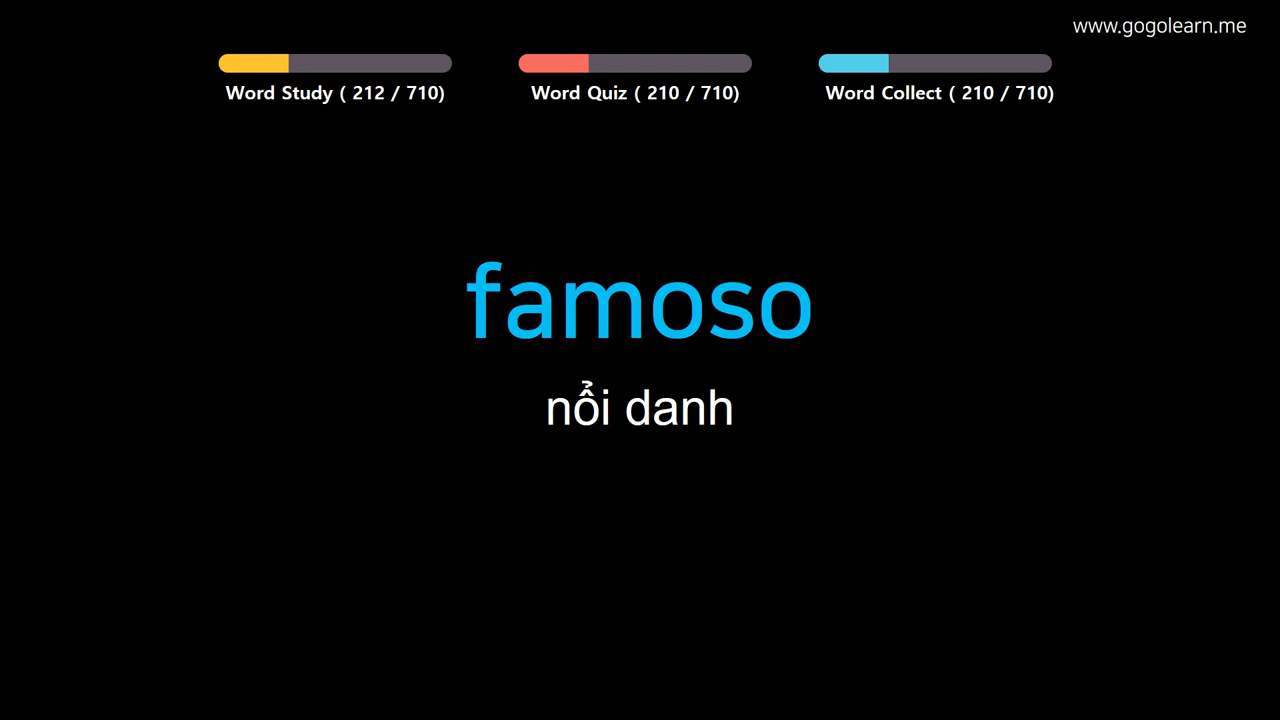 www.gogolearn.me
Word Study ( 212 / 710)
Word Quiz ( 210 / 710)
Word Collect ( 210 / 710)
famoso
nổi danh